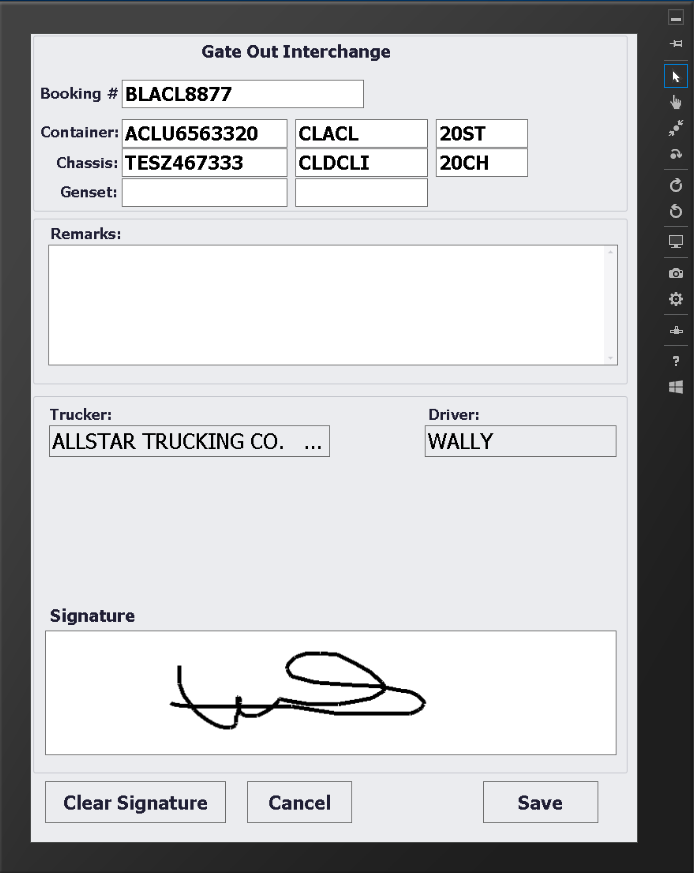 Gate Out Interchange
Booking # BLACL8877
Container: ACLU6563320 CLACL 20ST
Chassis: TESZ467333 CLDCLI 20CH
Genset:
Remarks:
Trucker: Driver:
ALLSTAR TRUCKING CO. ... WALLY
Signature
Clear Signature Cancel Save
?